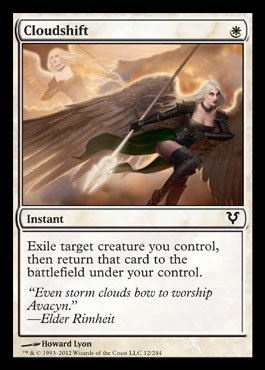 Cloudshift
Instant
Exile target creature you control,
then return that card to the
battlefield under your control.
“Even storm clouds bow to worship
Avacyn.”
—Elder Rimheit
Howard Lyon
™ & © 1993–2012 Wizards of the Coast LLC 12/244